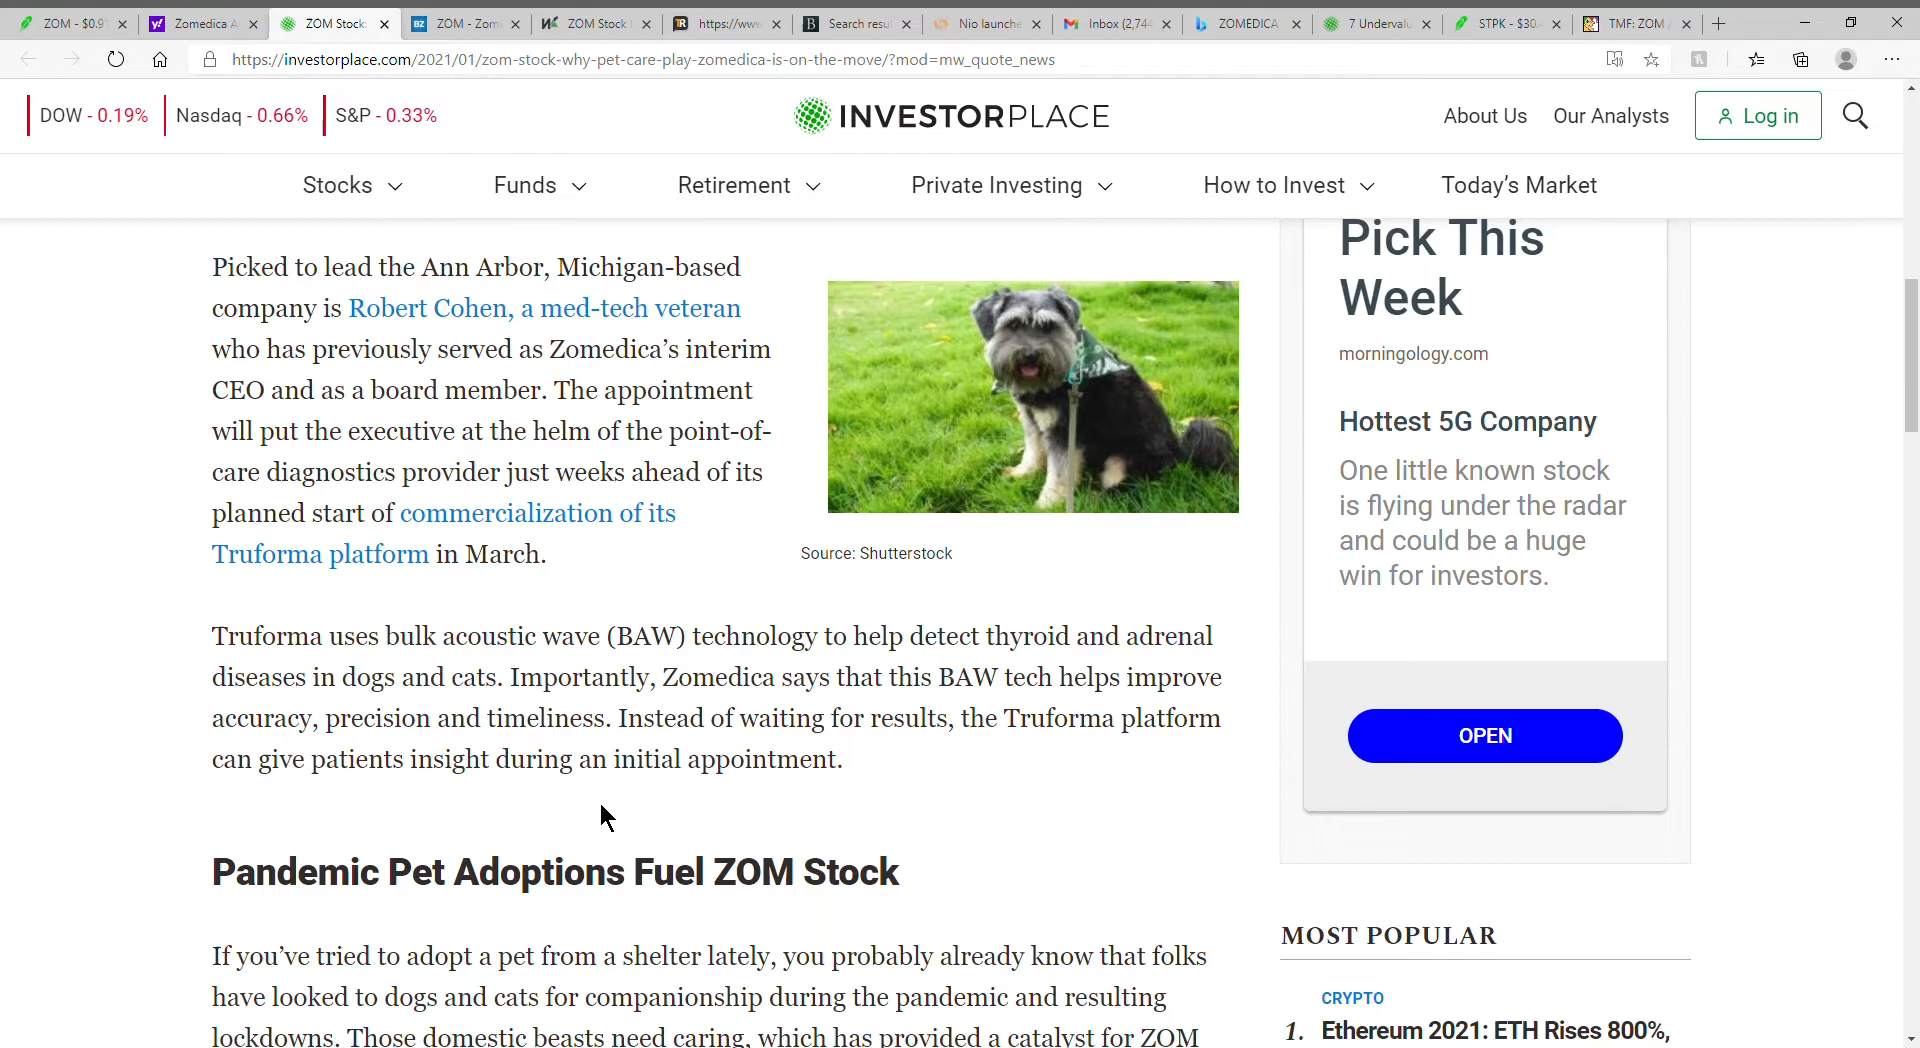 ZOM - $0.91
Zomedica A
ZOM Stock:
ZOM - Zom
ZOM Stock
https://www
Search resu
Nio launche
Inbox (2,744
ZOMEDICA
7 Undervalu
STPK - $30.
TMF: ZOM
https://investorplace.com/2021/01/zom-stock-why-pet-care-play-zomedica-is-on-the-move/?mod=mw_quote_news
DOW - 0.19% Nasdaq - 0.66% S&P - 0.33%
INVESTORPLACE
About Us Our Analysts Log in
Stocks Funds Retirement Private Investing How to Invest Today's Market
Picked to lead the Ann Arbor, Michigan-based
company is Robert Cohen, a med-tech veteran
who has previously served as Zomedica’s interim
CEO and as a board member. The appointment
will put the executive at the helm of the point-of-
care diagnostics provider just weeks ahead of its
planned start of commercialization of its
Truforma platform in March.
Source: Shutterstock
Truforma uses bulk acoustic wave (BAW) technology to help detect thyroid and adrenal
diseases in dogs and cats. Importantly, Zomedica says that this BAW tech helps improve
accuracy, precision and timeliness. Instead of waiting for results, the Truforma platform
can give patients insight during an initial appointment.
Pandemic Pet Adoptions Fuel ZOM Stock
If you’ve tried to adopt a pet from a shelter lately, you probably already know that folks
have looked to dogs and cats for companionship during the pandemic and resulting
lockdowns. Those domestic beasts need caring, which has provided a catalyst for ZOM
Pick This
Week
morningology.com
Hottest 5G Company
One little known stock
is flying under the radar
and could be a huge
win for investors.
OPEN
MOST POPULAR
CRYPTO
1. Ethereum 2021: ETH Rises 800%,